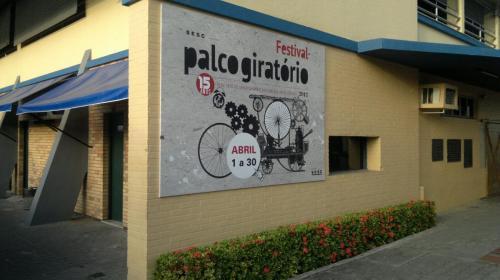 SESC
Festival
palco giratório
15
ABRIL
1 a 30